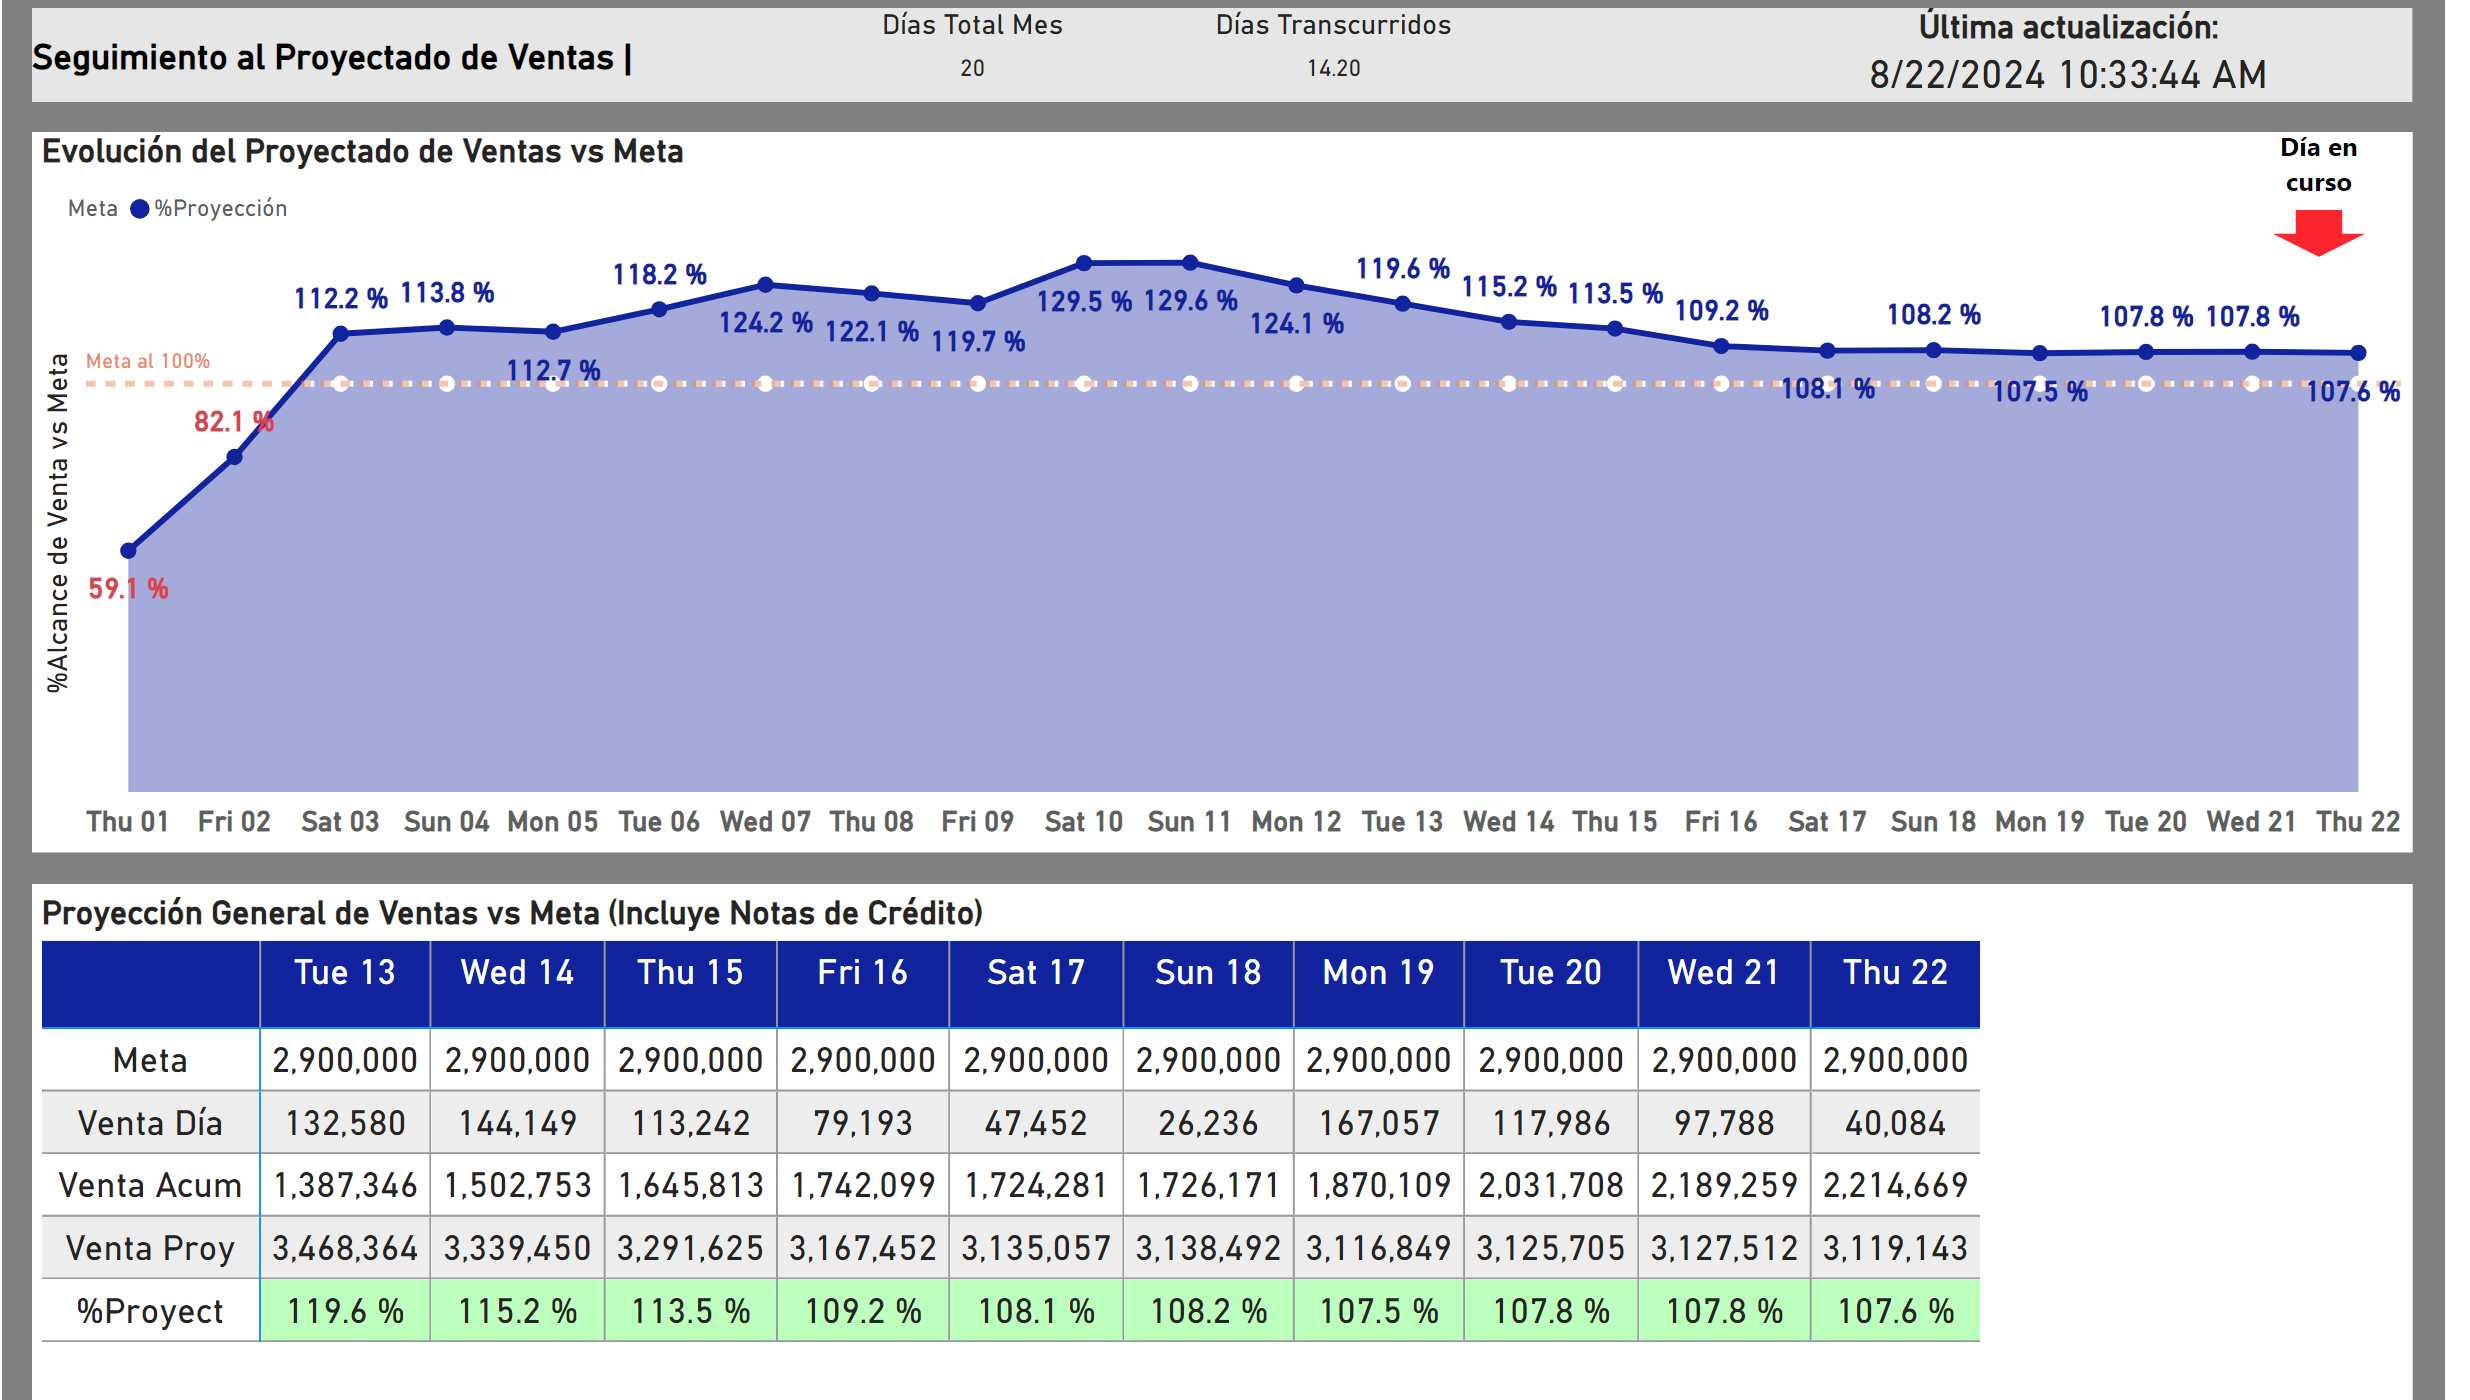 Seguimiento al Proyectado de Ventas |
Días Total Mes
20
Días Transcurridos
14.20
Última actualización:
8/22/2024 10:33:44 AM
Evolución del Proyectado de Ventas vs Meta
Meta %Proyección
Día en
curso
%Alcance de Venta vs Meta
Meta al 100%
59.1 %
82.1 %
112.2 %
113.8 %
112.7 %
118.2 %
124.2 %
122.1 %
119.7 %
129.5 %
129.6 %
124.1 %
119.6 %
115.2 %
113.5 %
109.2 %
108.1 %
108.2 %
107.5 %
107.8 %
107.8 %
107.6 %
Thu 01 Fri 02 Sat 03 Sun 04 Mon 05 Tue 06 Wed 07 Thu 08 Fri 09 Sat 10 Sun 11 Mon 12 Tue 13 Wed 14 Thu 15 Fri 16 Sat 17 Sun 18 Mon 19 Tue 20 Wed 21 Thu 22
Proyección General de Ventas vs Meta (Incluye Notas de Crédito)
Tue 13 Wed 14 Thu 15 Fri 16 Sat 17 Sun 18 Mon 19 Tue 20 Wed 21 Thu 22
Meta 2,900,000 2,900,000 2,900,000 2,900,000 2,900,000 2,900,000 2,900,000 2,900,000 2,900,000 2,900,000
Venta Día 132,580 144,149 113,242 79,193 47,452 26,236 167,057 117,986 97,788 40,084
Venta Acum 1,387,346 1,502,753 1,645,813 1,742,099 1,724,281 1,726,171 1,870,109 2,031,708 2,189,259 2,214,669
Venta Proy 3,468,364 3,339,450 3,291,625 3,167,452 3,135,057 3,138,492 3,116,849 3,125,705 3,127,512 3,119,143
%Proyect 119.6 % 115.2 % 113.5 % 109.2 % 108.1 % 108.2 % 107.5 % 107.8 % 107.8 % 107.6 %